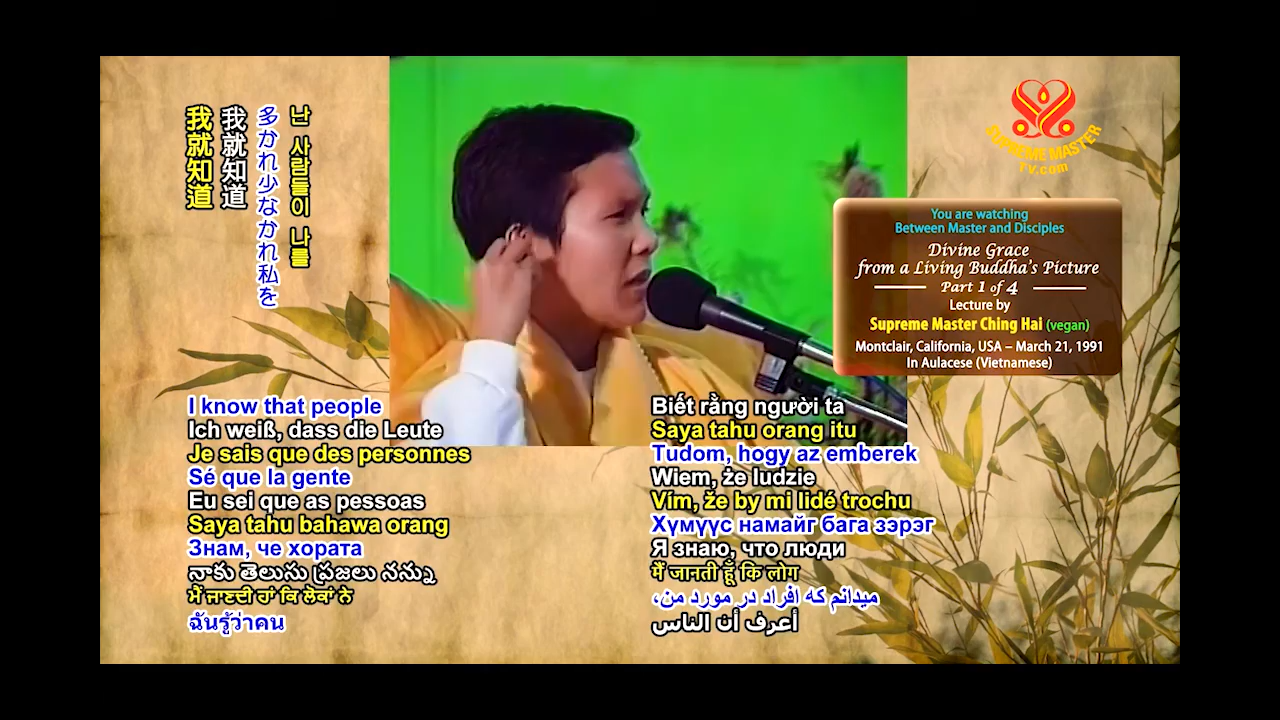 난 사람들이 나를
多かれ少なかれ私を
我就知道
我就知道
SUPREME MASTER
TV.com
You are watching
Between Master and Disciples
Divine Grace
from a Living Buddha's Picture
Part 1 of 4
Lecture by
Supreme Master Ching Hai (vegan)
Montclair, California, USA – March 21, 1991
In Aulacese (Vietnamese)
I know that people
Ich weiß, dass die Leute
Je sais que des personnes
Sé que la gente
Eu sei que as pessoas
Saya tahu bahawa orang
Знам, че хората
నాకు తెలుసు ప్రజలు నన్ను
ਮੈਂ ਜਾਣਦੀ ਹਾਂ ਕਿ ਲੋਕਾਂ ਨੇ
ฉันรู้ว่าคน
Biết rằng người ta
Saya tahu orang itu
Tudom, hogy az emberek
Wiem, że ludzie
Vím, že by mi lidé trochu
Хүмүүс намайг бага зэрэг
Я знаю, что люди
मैं जानती हूँ कि लोग
میدانم که افراد در مورد من،
أعرف أن الناس